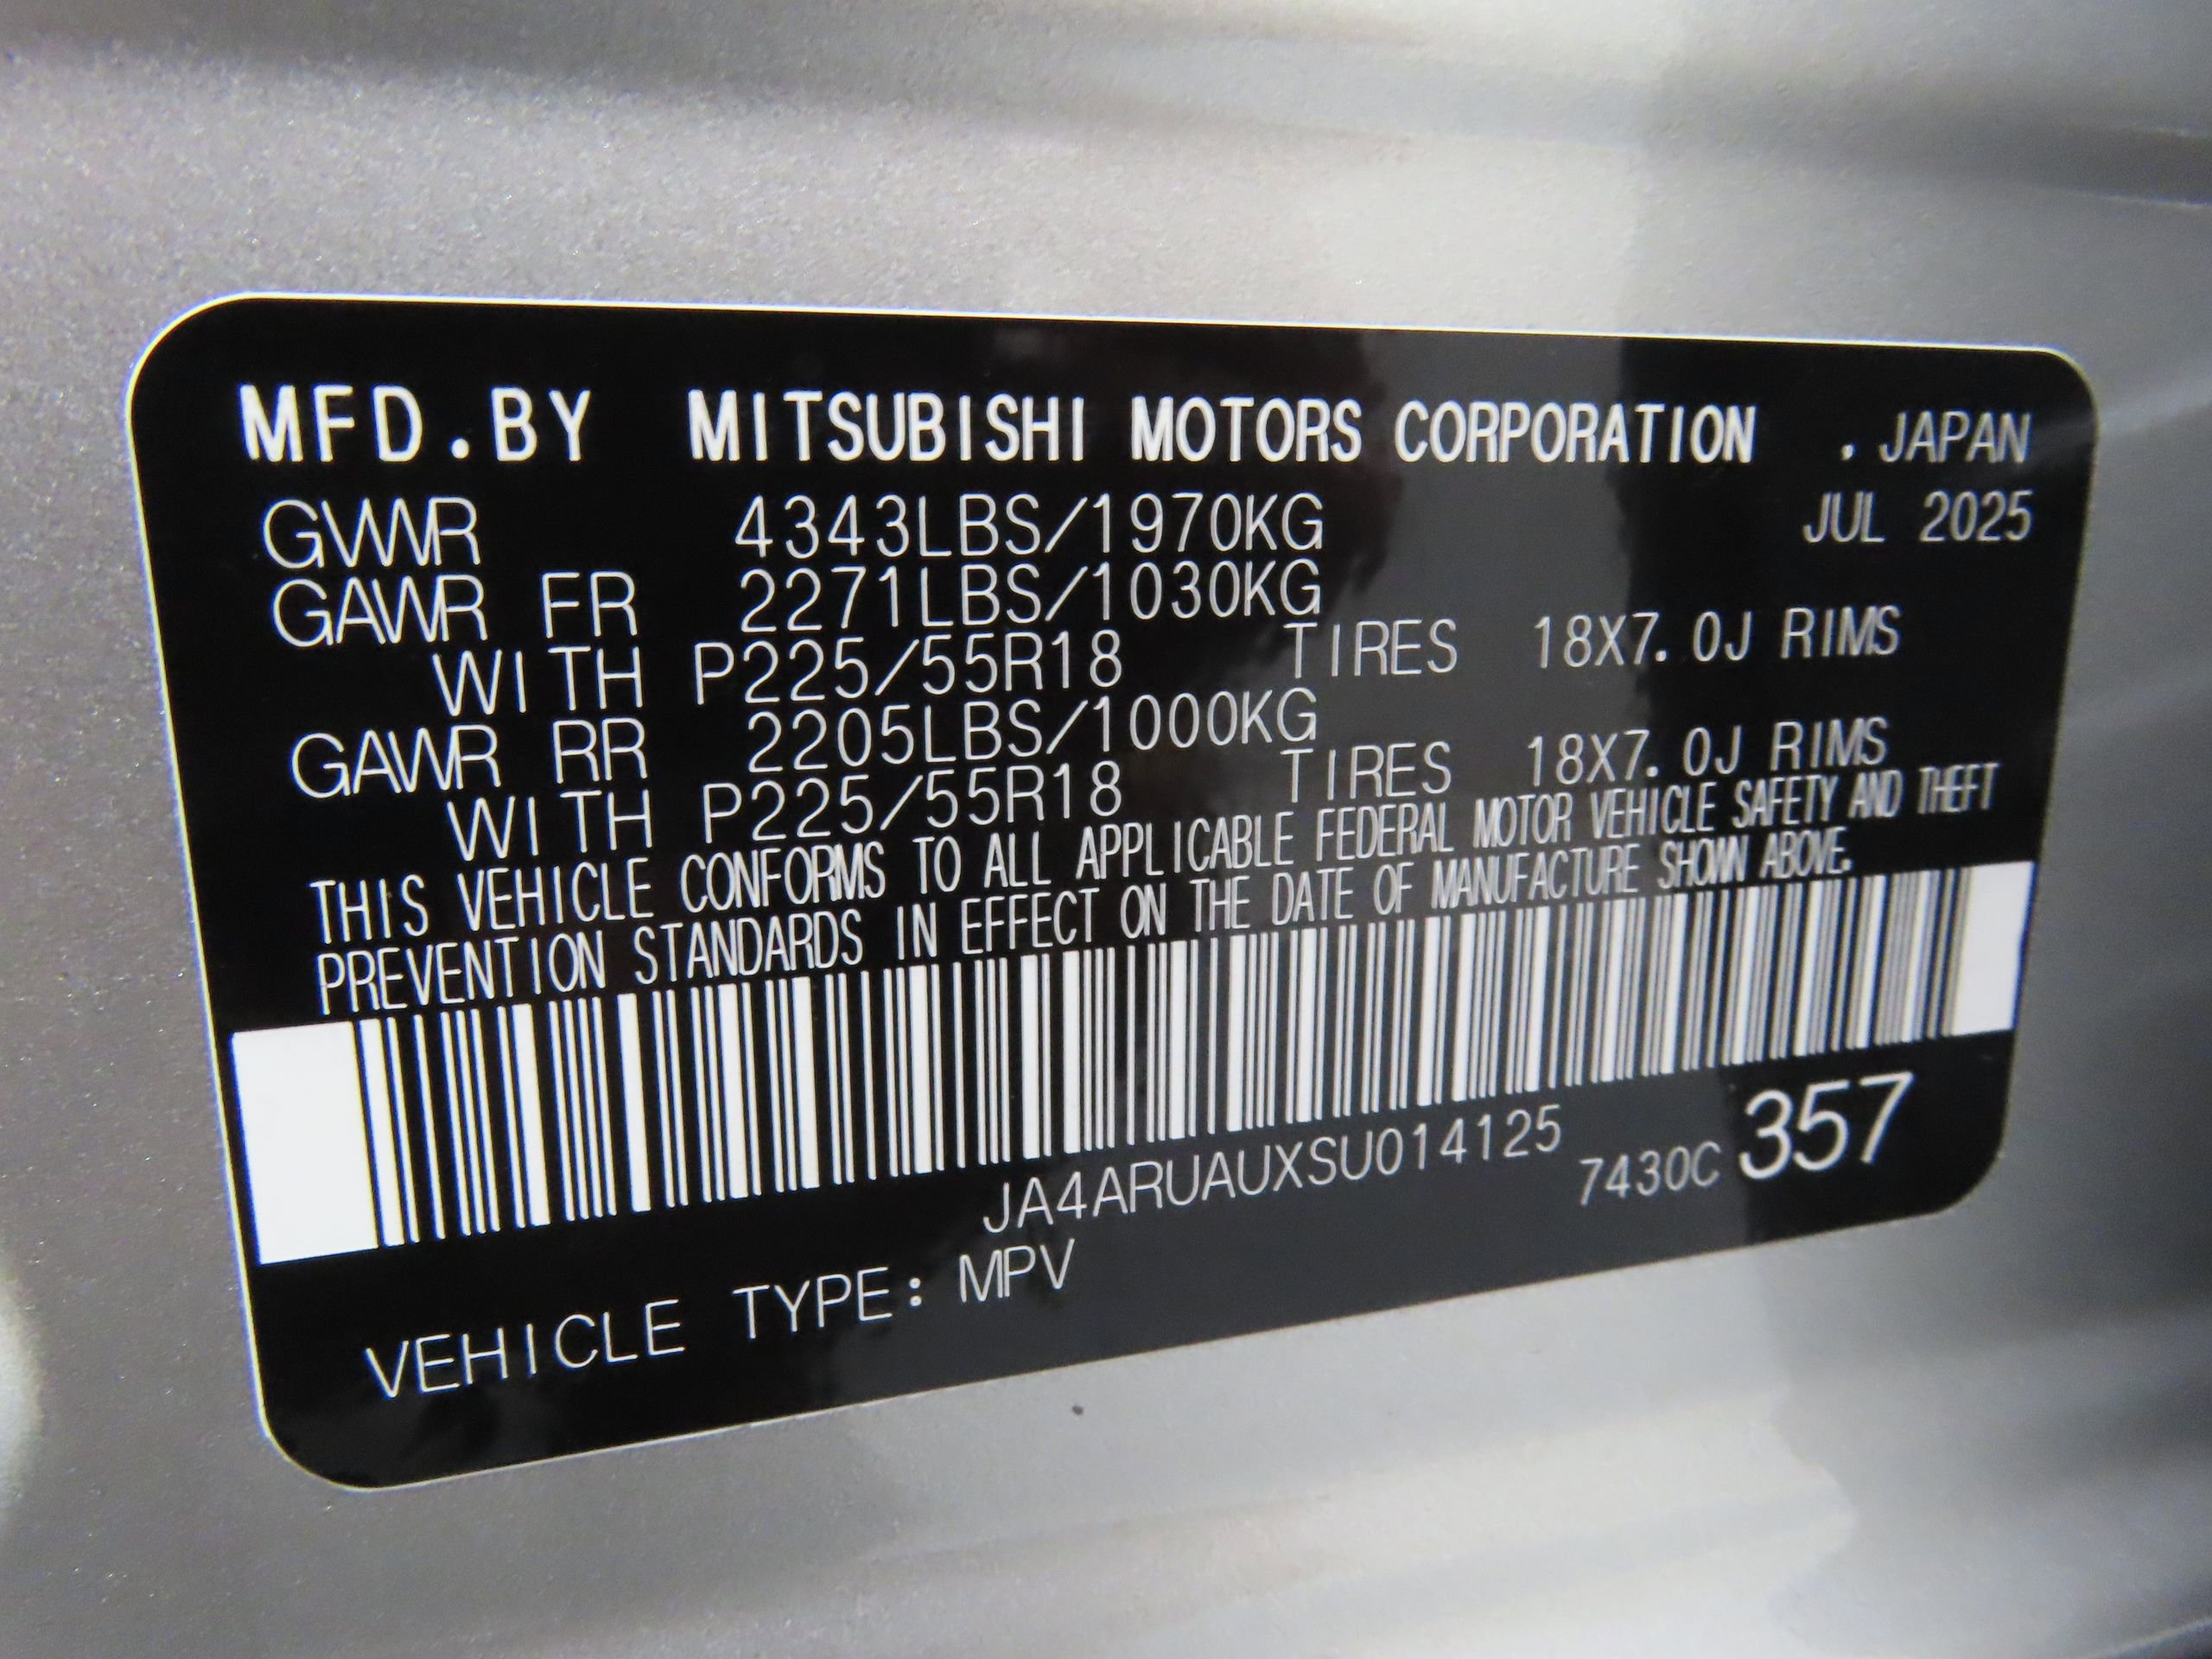 MFD.BY MITSUBISHI MOTORS CORPORATION . JAPAN
GVWR 4343LBS/1970KG JUL 2025
GAWR FR 2271LBS/1030KG
WITH P225/55R18 TIRES 18X7.0J RIMS
GAWR RR 2205LBS/1000KG
WITH P225/55R18 TIRES 18X7.0J RIMS
THIS VEHICLE CONFORMS TO ALL APPLICABLE FEDERAL MOTOR VEHICLE SAFETY AND THEFT
PREVENTION STANDARDS IN EFFECT ON THE DATE OF MANUFACTURE SHOWN ABOVE.
JA4ARUAUXSU014125 7430C 357
VEHICLE TYPE: MPV